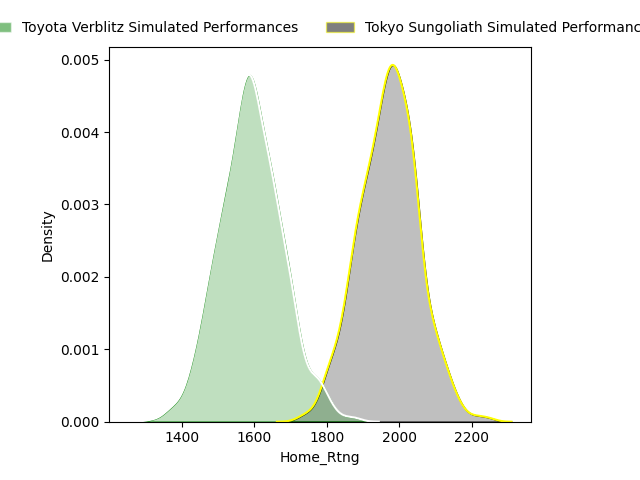 Toyota Verblitz Simulated Performances Tokyo Sungoliath Simulated Performanc
0.005
0.004
0.003
0.002
0.001
0.000
Density
1400 1600 1800 2000 2200
Home_Rtng